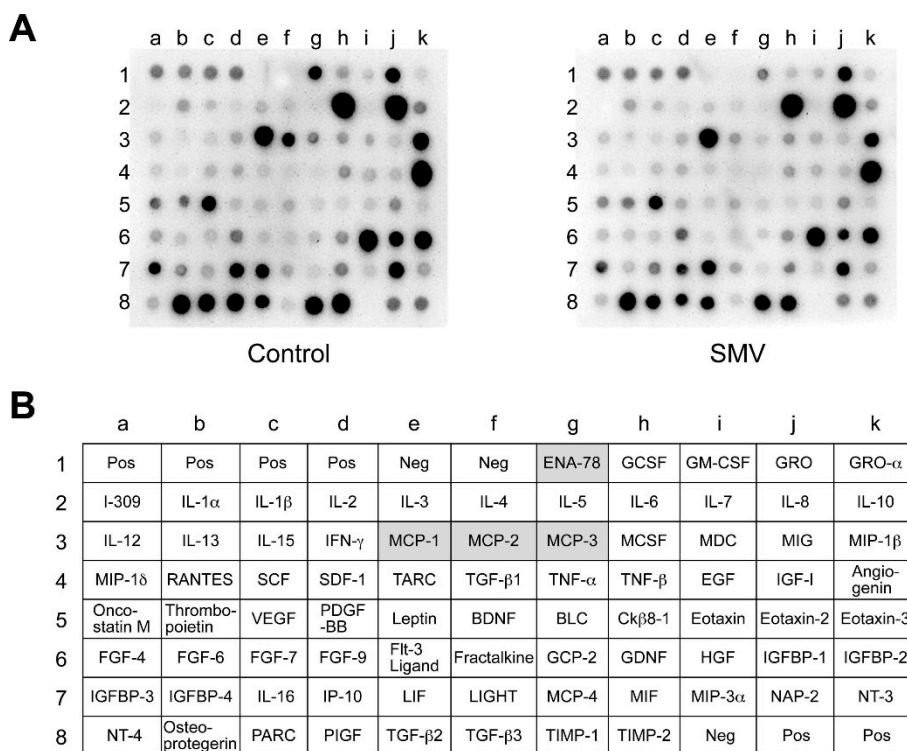 A
a b c d e f g h i j k a b c d e f g h i j k
1 1
2 2
3 3
4 4
5 5
6 6
7 7
8 8
Control SMV
B
a b c d e f g h i j k
1 Pos Pos Pos Pos Neg Neg ENA-78 GCSF GM-CSF GRO GRO-α
2 I-309 IL-1α IL-1β IL-2 IL-3 IL-4 IL-5 IL-6 IL-7 IL-8 IL-10
3 IL-12 IL-13 IL-15 IFN-γ MCP-1 MCP-2 MCP-3 MCSF MDC MIG MIP-1β
4 MIP-1δ RANTES SCF SDF-1 TARC TGF-β1 TNF-α TNF-β EGF IGF-I Angio-
genin
5 Onco- Thrombo- VEGF PDGF Leptin BDNF BLC Ckβ8-1 Eotaxin Eotaxin-2 Eotaxin-3
statin M poietin -BB
6 FGF-4 FGF-6 FGF-7 FGF-9 Flt-3 Fractalkine GCP-2 GDNF HGF IGFBP-1 IGFBP-2
Ligand
7 IGFBP-3 IGFBP-4 IL-16 IP-10 LIF LIGHT MCP-4 MIF MIP-3α NAP-2 NT-3
8 NT-4 Osteo- PARC PIGF TGF-β2 TGF-β3 TIMP-1 TIMP-2 Neg Pos Pos
protegerin